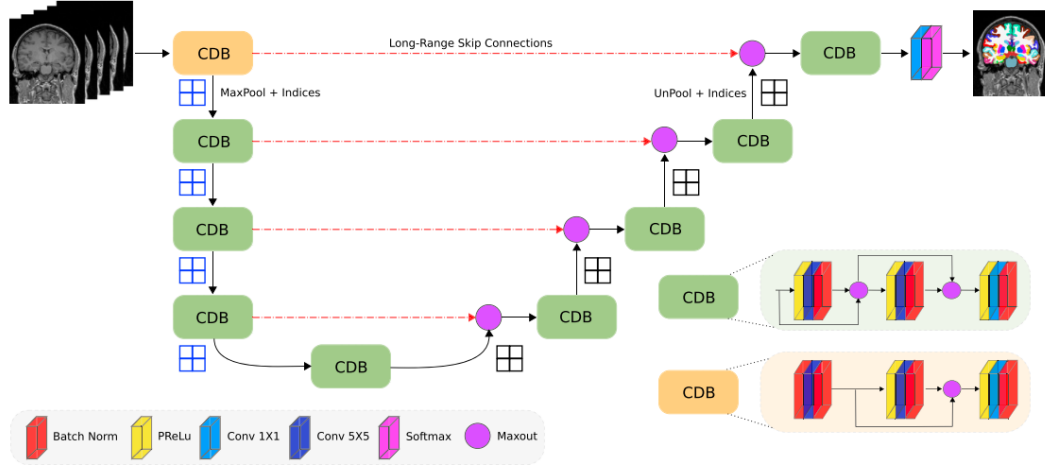 CDB
Long-Range Skip Connections
CDB
MaxPool + Indices
UnPool + Indices
CDB
CDB
CDB
CDB
CDB
CDB
CDB
CDB
CDB
Batch Norm
PReLu
Conv 1X1
Conv 5X5
Softmax
Maxout